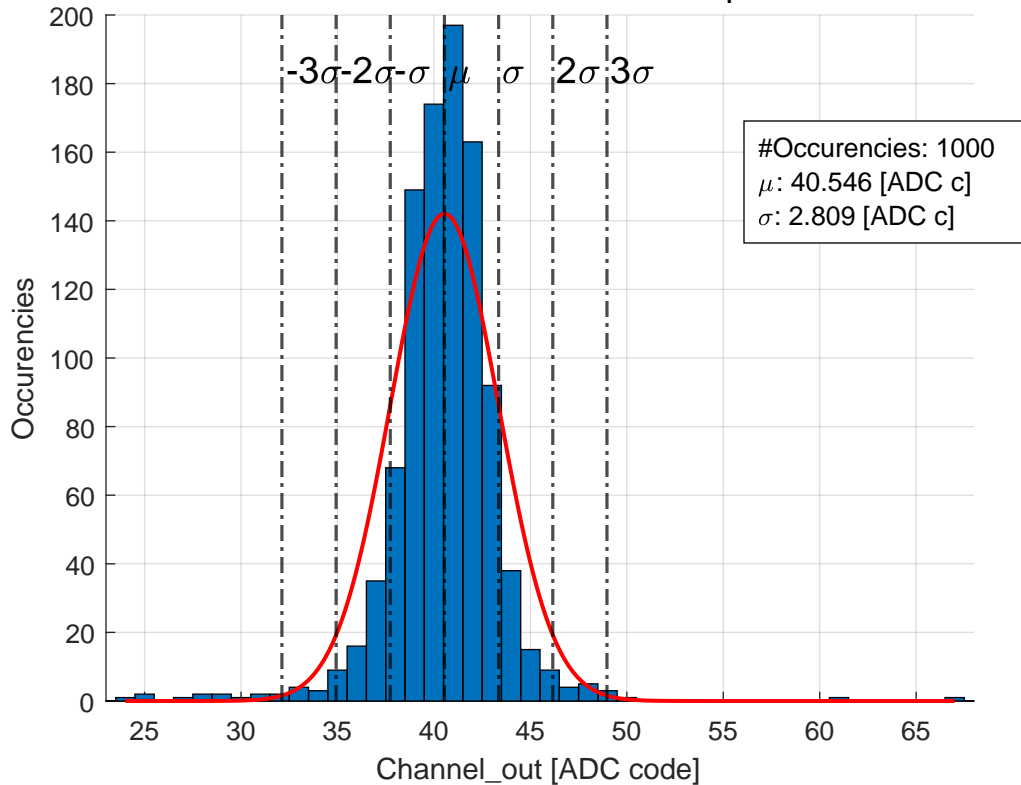 200
180
160
140
120
100
80
60
40
20
0
Occurencies
-3σ -2σ -σ μ σ 2σ 3σ
#Occurencies: 1000
μ: 40.546 [ADC c]
σ: 2.809 [ADC c]
25 30 35 40 45 50 55 60 65
Channel_out [ADC code]